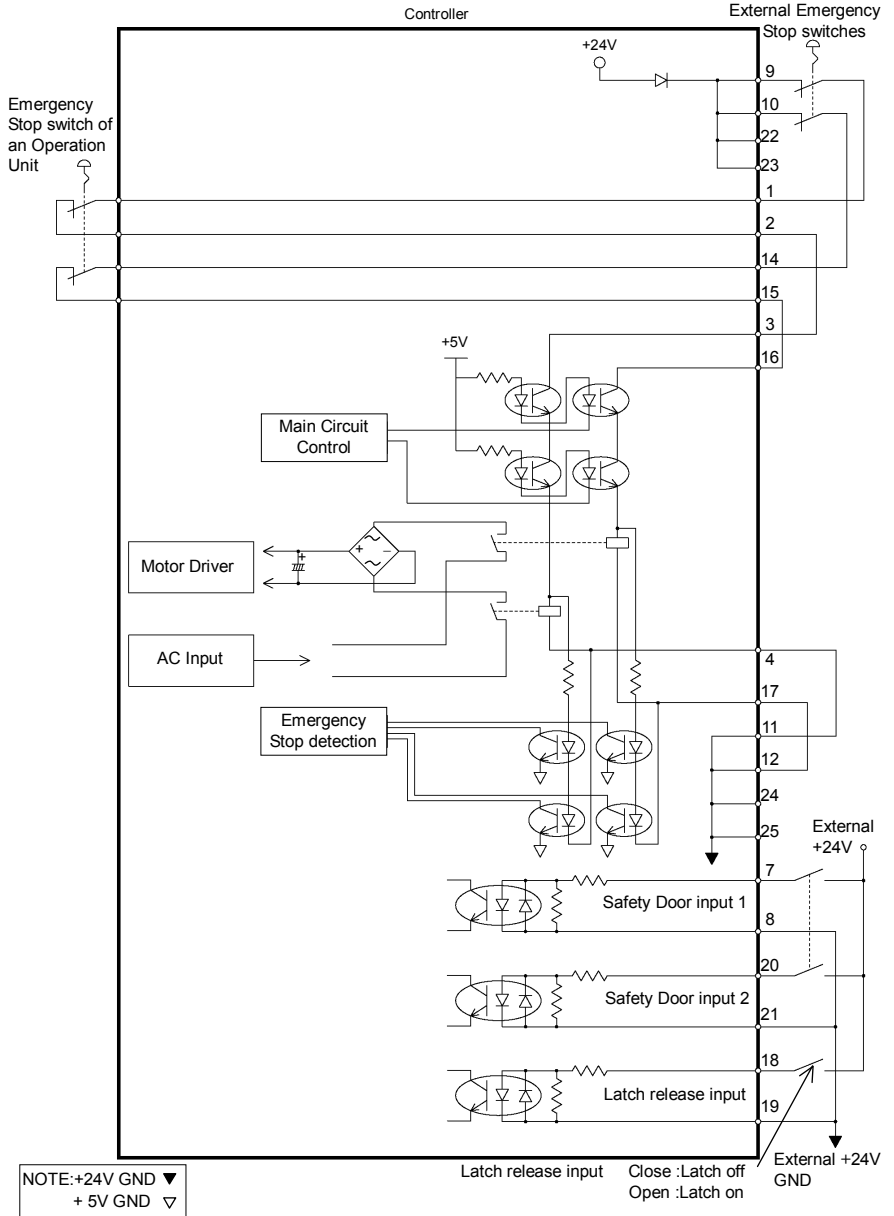 Controller
External Emergency
Stop switches
+24V
9
10
22
23
Emergency
Stop switch of
an Operation
Unit
1
2
14
15
3
16
+5V
Main Circuit
Control
Motor Driver
+
−
+
AC Input
4
17
Emergency
Stop detection
11
12
24
25
External
+24V
7
Safety Door input 1
8
20
Safety Door input 2
21
18
Latch release input
19
External +24V
GND
Latch release input
Close :Latch off
Open :Latch on
NOTE:+24V GND ▼
+ 5V GND ▽